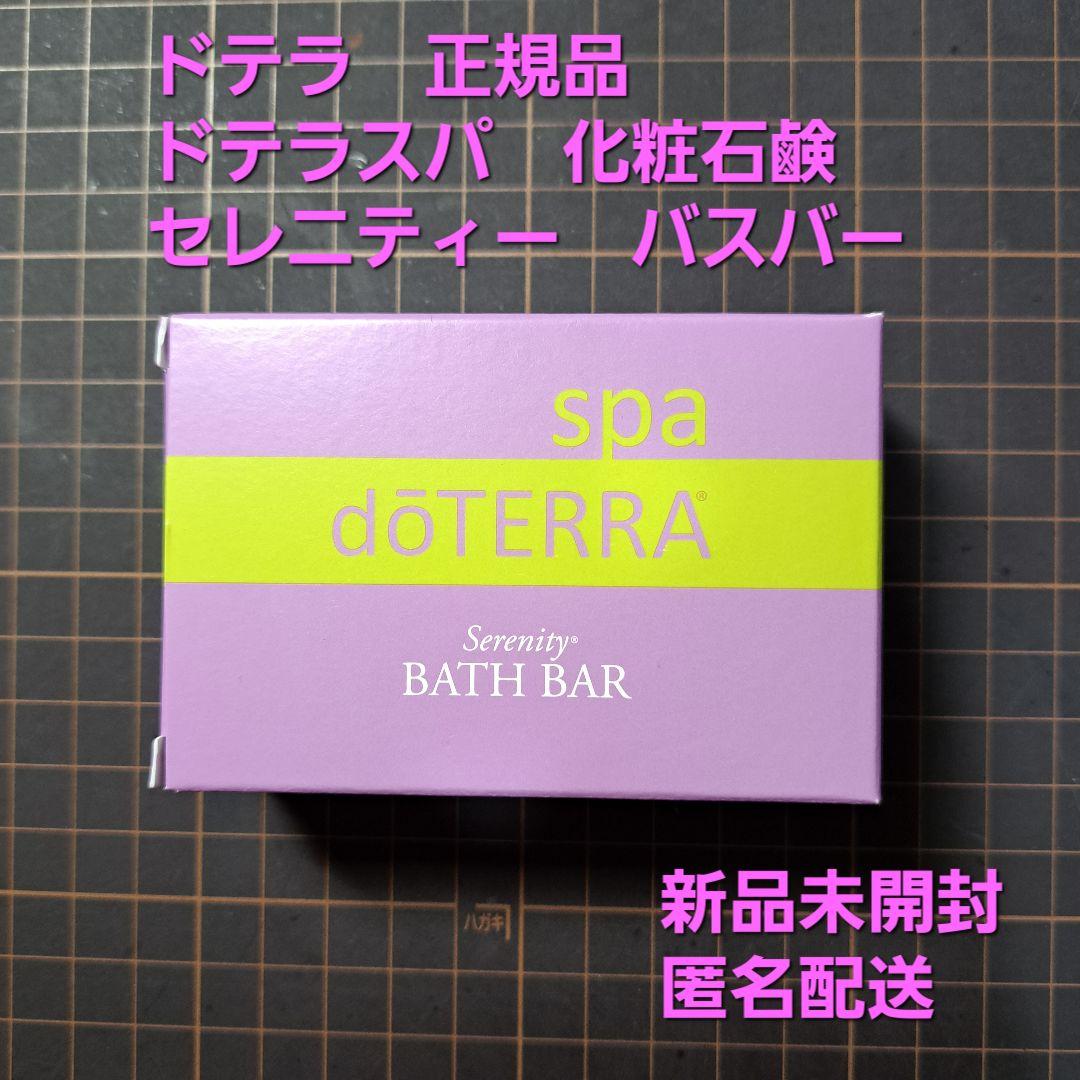 ドテラ　正規品
ドテラスパ　化粧石鹸
セレニティー　バスバー
spa
dōTERRA®
Serenity®
BATH BAR
ハガキ
新品未開封
匿名配送